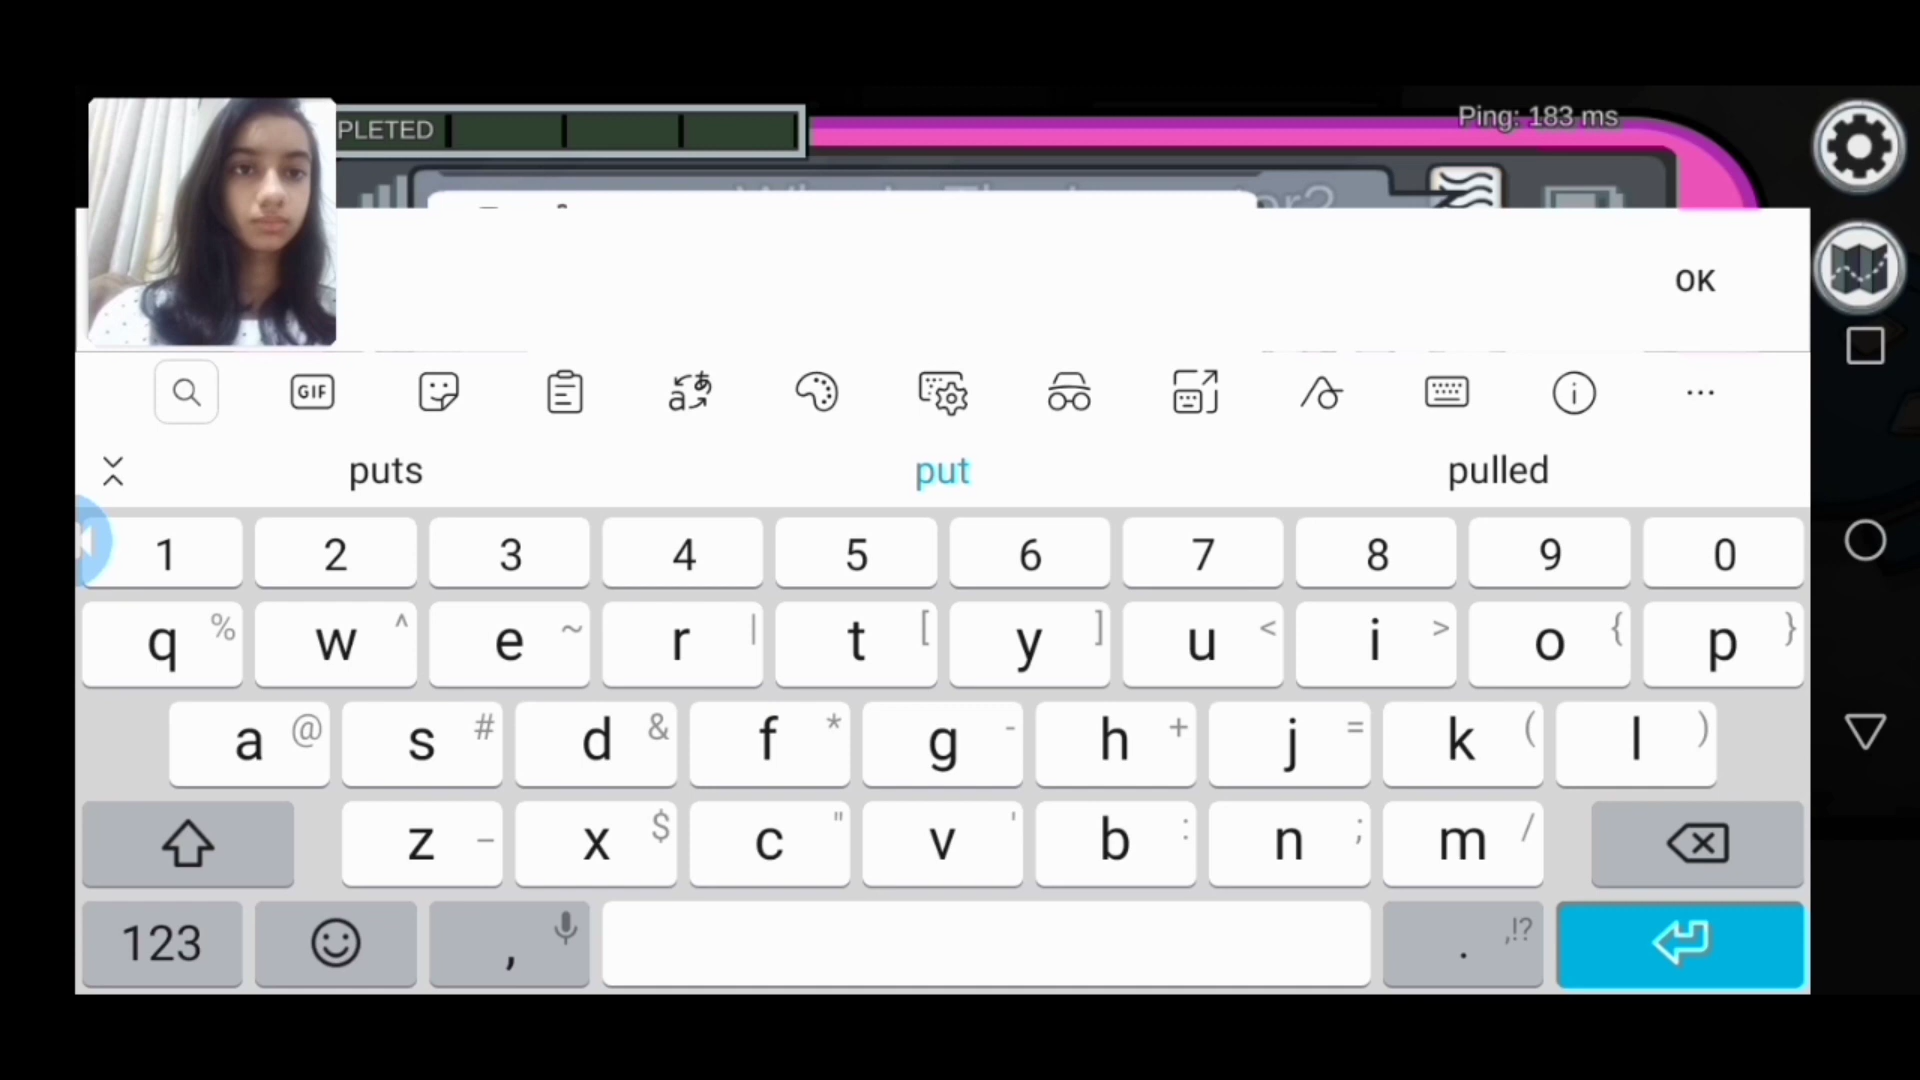 PLETED
Ping: 183 ms
OK
GIF
puts put pulled
1 2 3 4 5 6 7 8 9 0
q % w ^ e ~ r | t [ y ] u < i > o { p }
a @ s # d & f * g - h + j = k ( l )
z _ x $ c " v ' b : n ; m /
123 , . ,!?